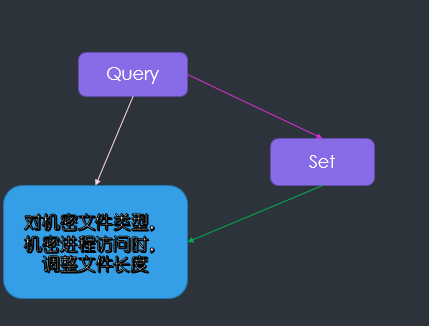 Query
Set
对机密文件类型，
机密进程访问时，
调整文件长度